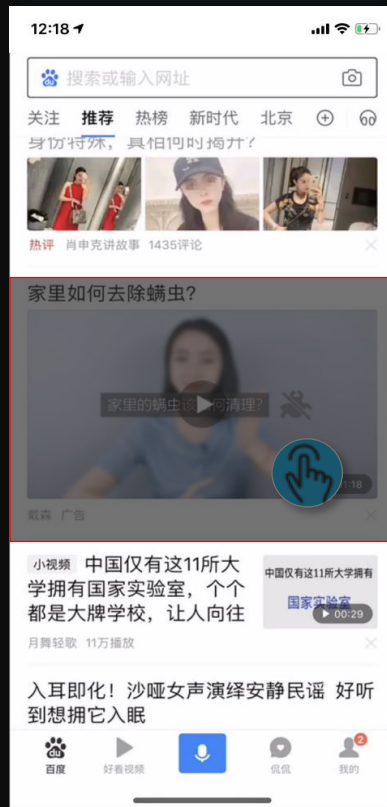 12:18
搜索或输入网址
关注 推荐 热榜 新时代 北京
身份特殊，真相何时揭开？
热评 肖申克讲故事 1435评论
家里如何去除螨虫？
家里的螨虫该如何清理？
1:18
戴森 广告
小视频 中国仅有这11所大
学拥有国家实验室，个个
都是大牌学校，让人向往
中国仅有这11所大学拥有
国家实验室
00:29
月舞轻歌 11万播放
入耳即化！沙哑女声演绎安静民谣 好听
到想拥它入眠
2
百度 好看视频 侃侃 我的